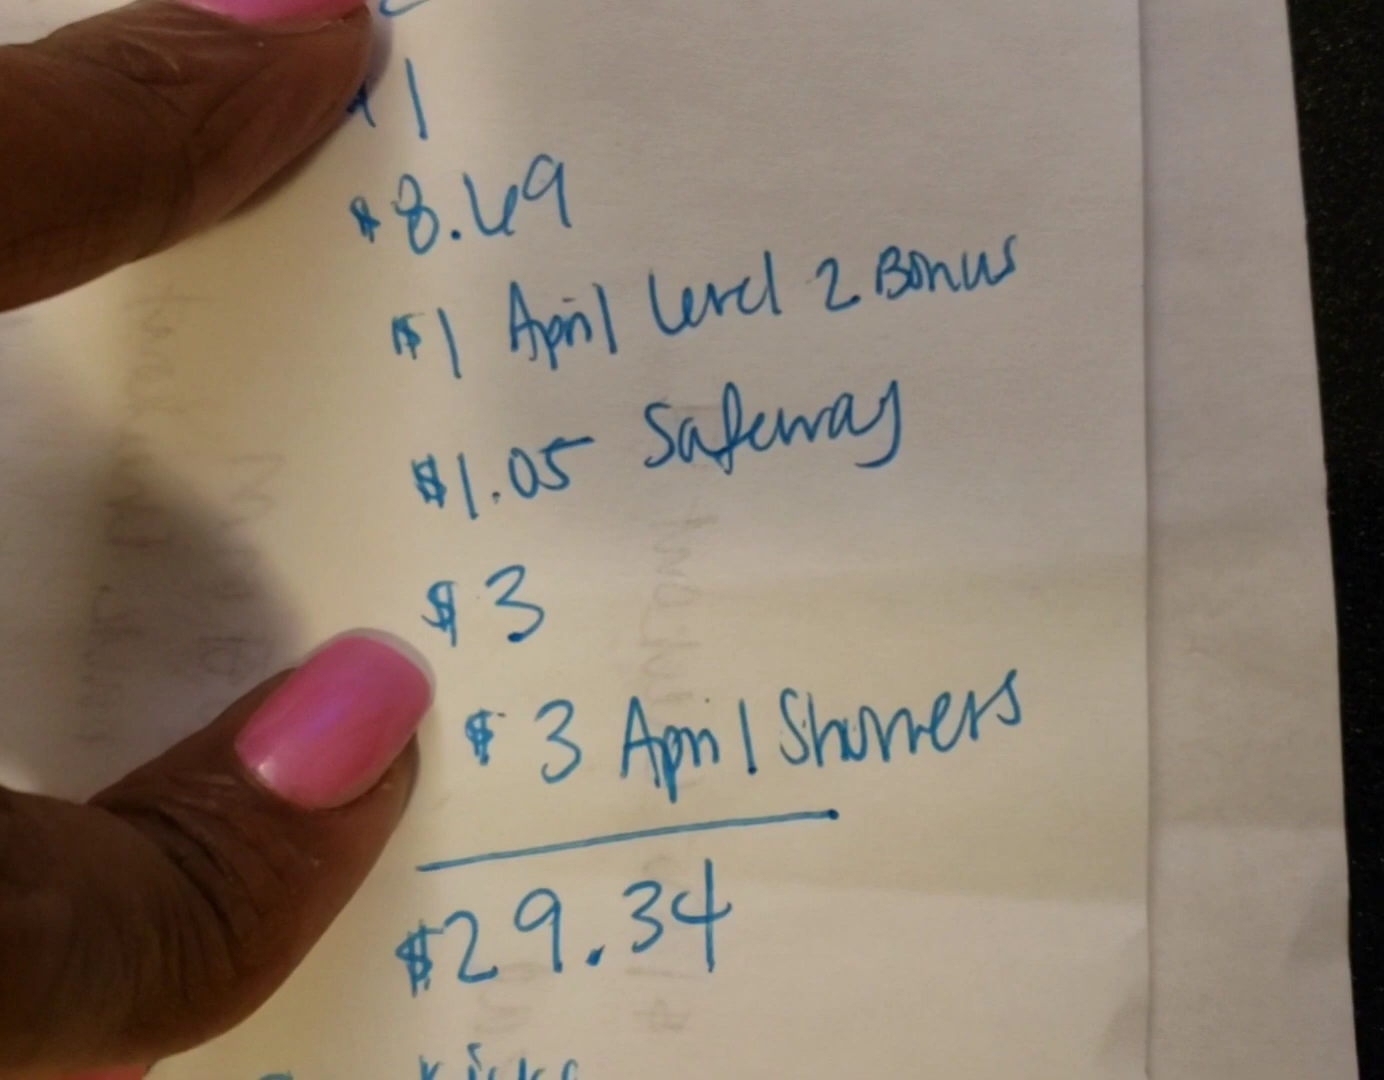 $1
$8.49
$1 April Level 2 Bonus
$1.05 Safeway
$3
$3 April Showers
$29.34